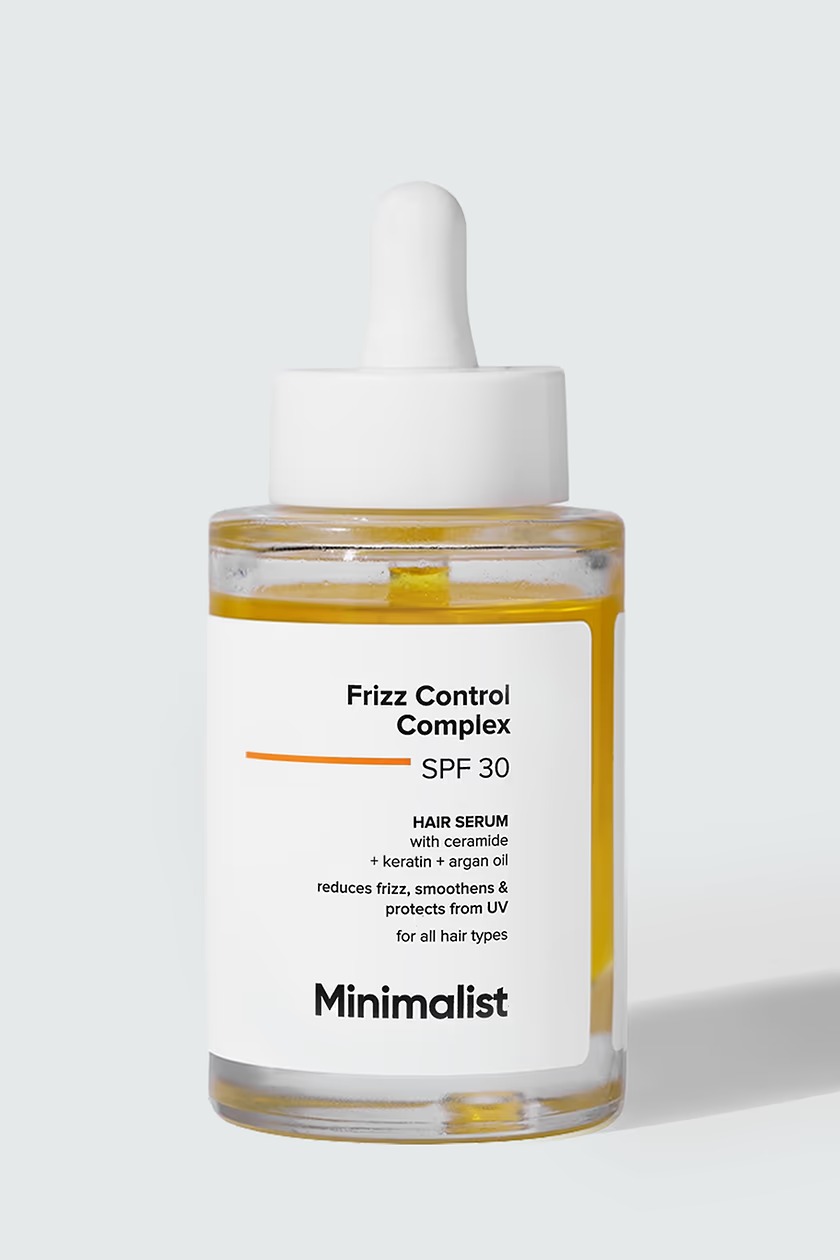 Frizz Control
Complex
SPF 30
HAIR SERUM
with ceramide
+ keratin + argan oil
reduces frizz, smoothens &
protects from UV
for all hair types
Minimalist